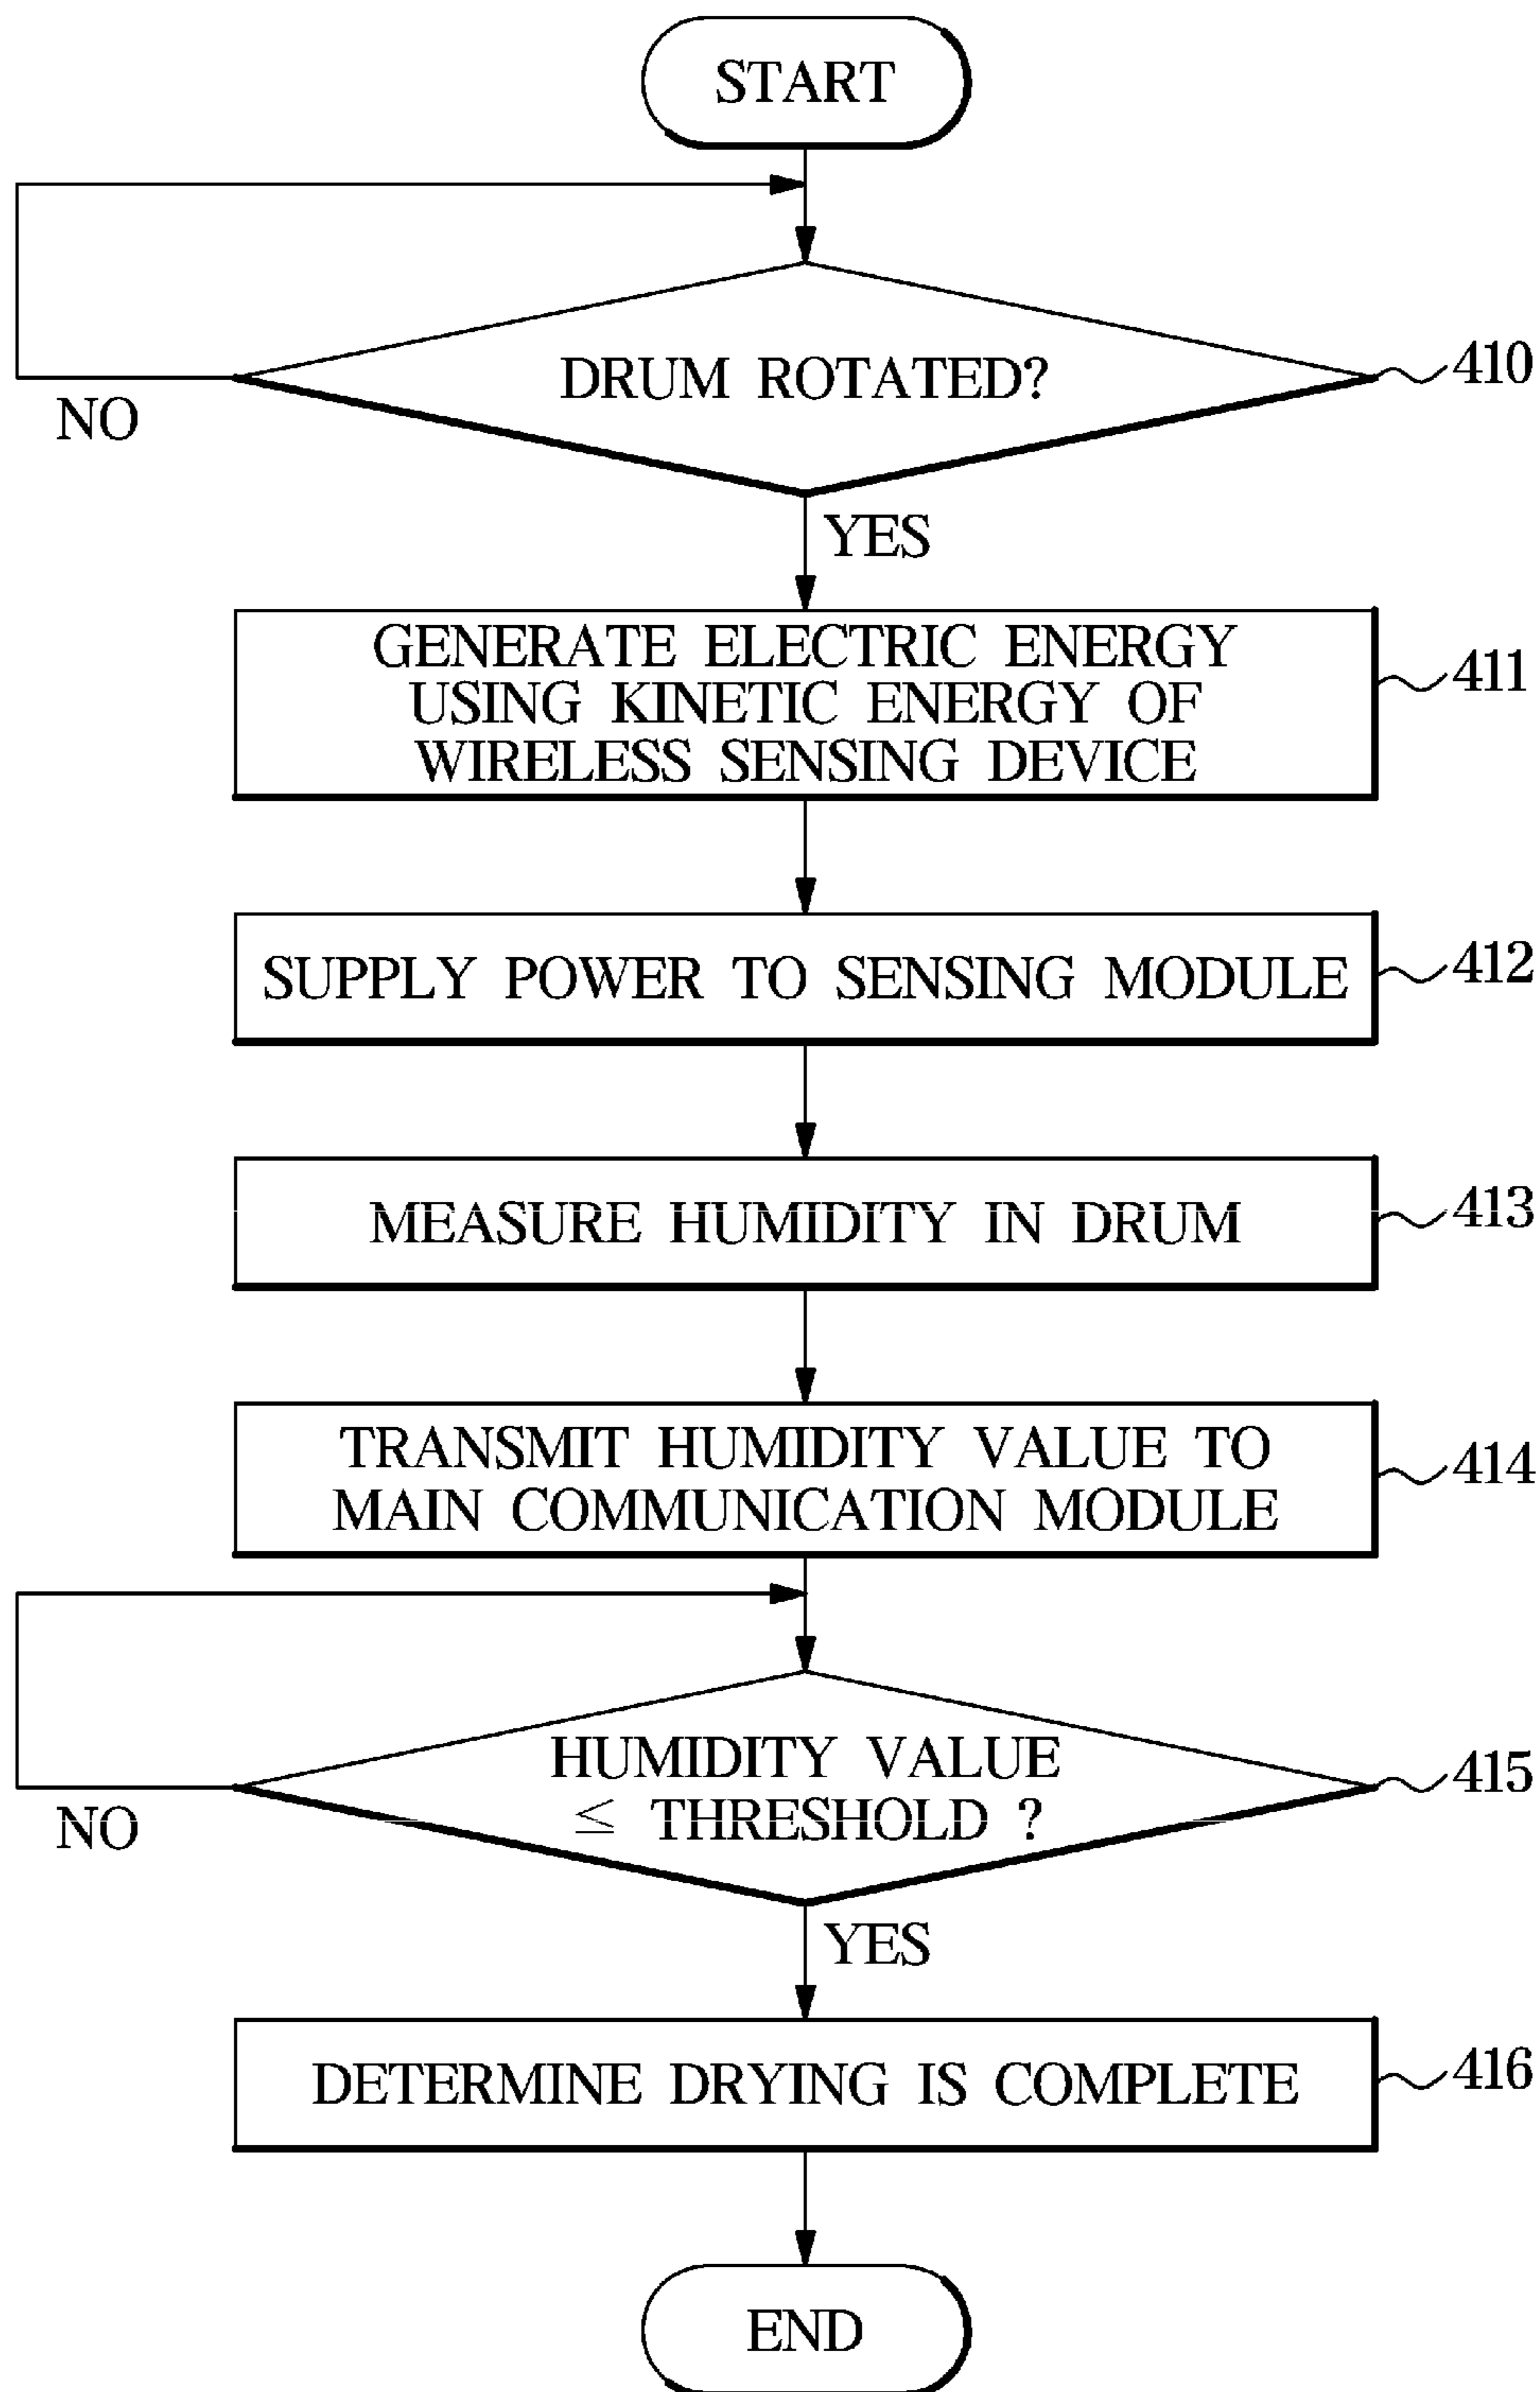 START
DRUM ROTATED?
410
NO
YES
GENERATE ELECTRIC ENERGY
USING KINETIC ENERGY OF
WIRELESS SENSING DEVICE
411
SUPPLY POWER TO SENSING MODULE
412
MEASURE HUMIDITY IN DRUM
413
TRANSMIT HUMIDITY VALUE TO
MAIN COMMUNICATION MODULE
414
HUMIDITY VALUE
≤ THRESHOLD ?
415
NO
YES
DETERMINE DRYING IS COMPLETE
416
END